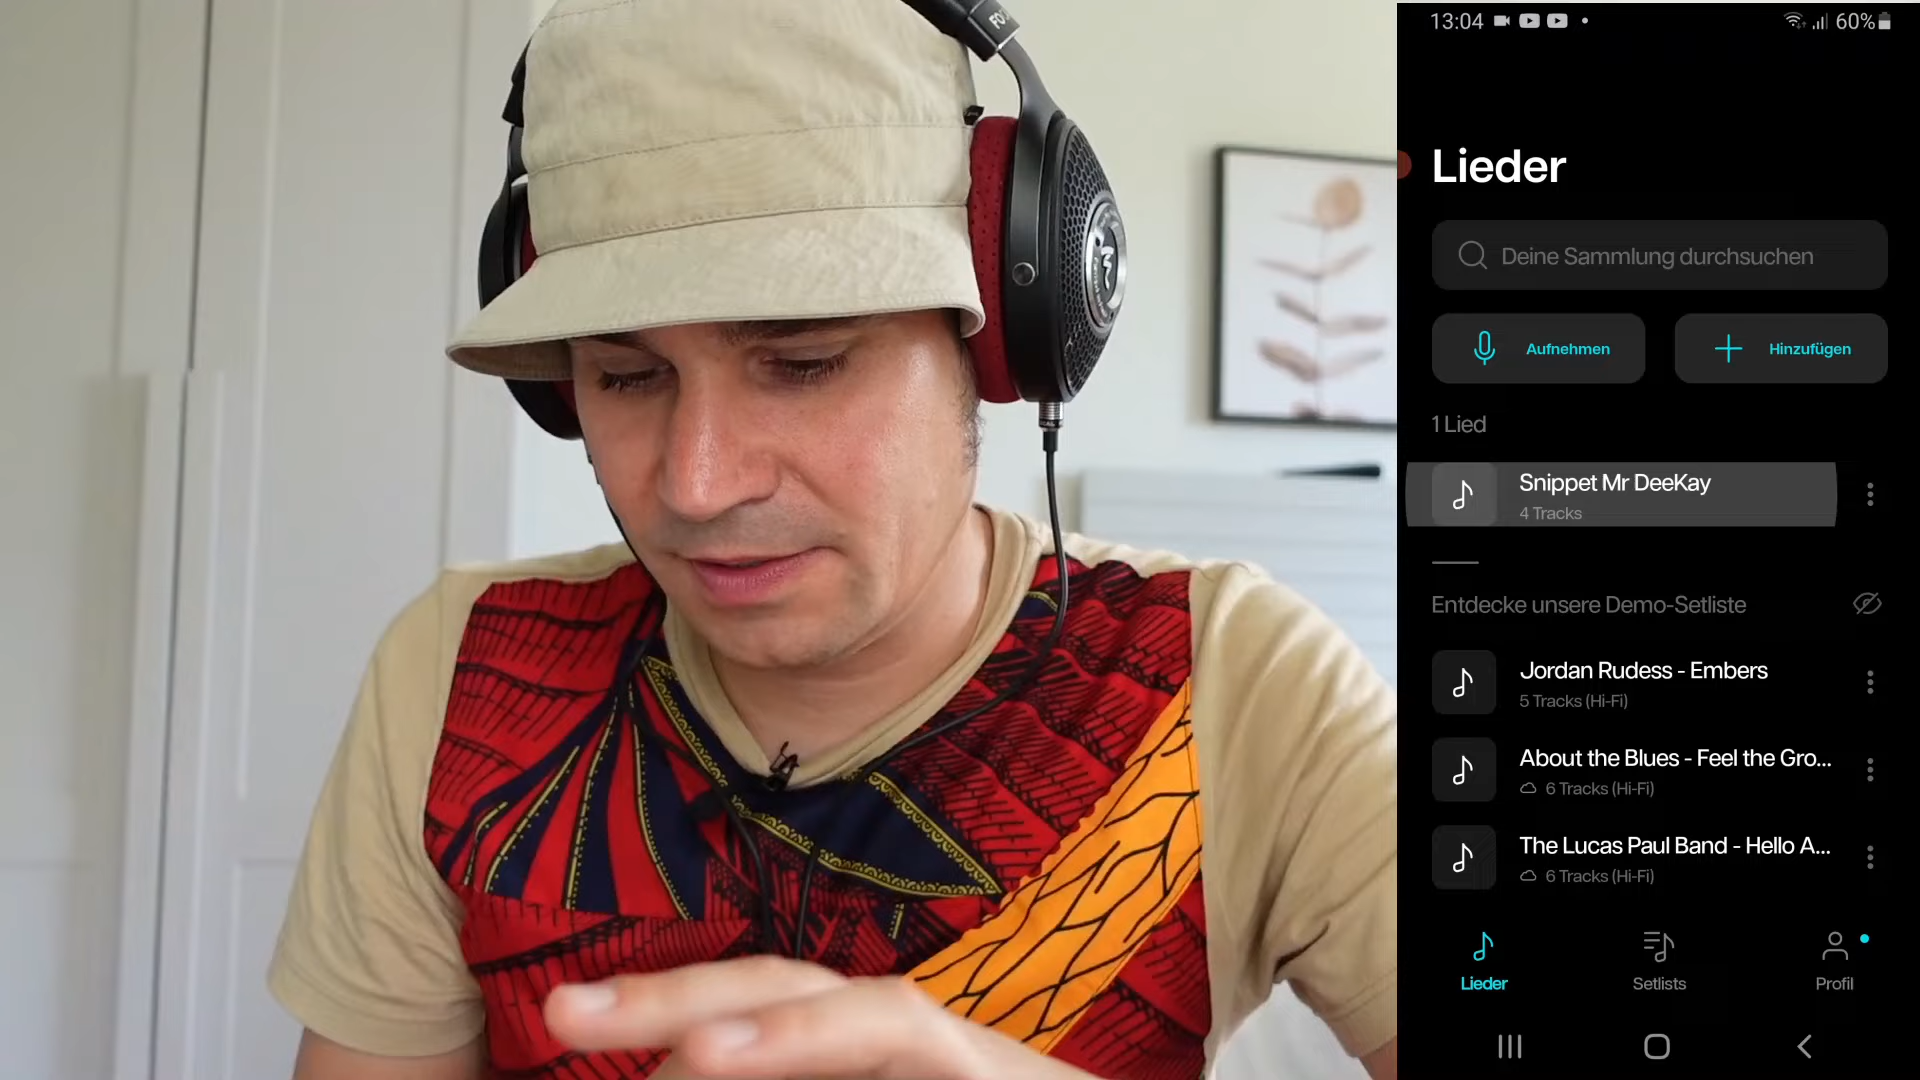 13:04
60%
Lieder
Deine Sammlung durchsuchen
Aufnehmen
Hinzufügen
1 Lied
Snippet Mr DeeKay
4 Tracks
Entdecke unsere Demo-Setliste
Jordan Rudess - Embers
5 Tracks (Hi-Fi)
About the Blues - Feel the Gro...
6 Tracks (Hi-Fi)
The Lucas Paul Band - Hello A...
6 Tracks (Hi-Fi)
Lieder
Setlists
Profil